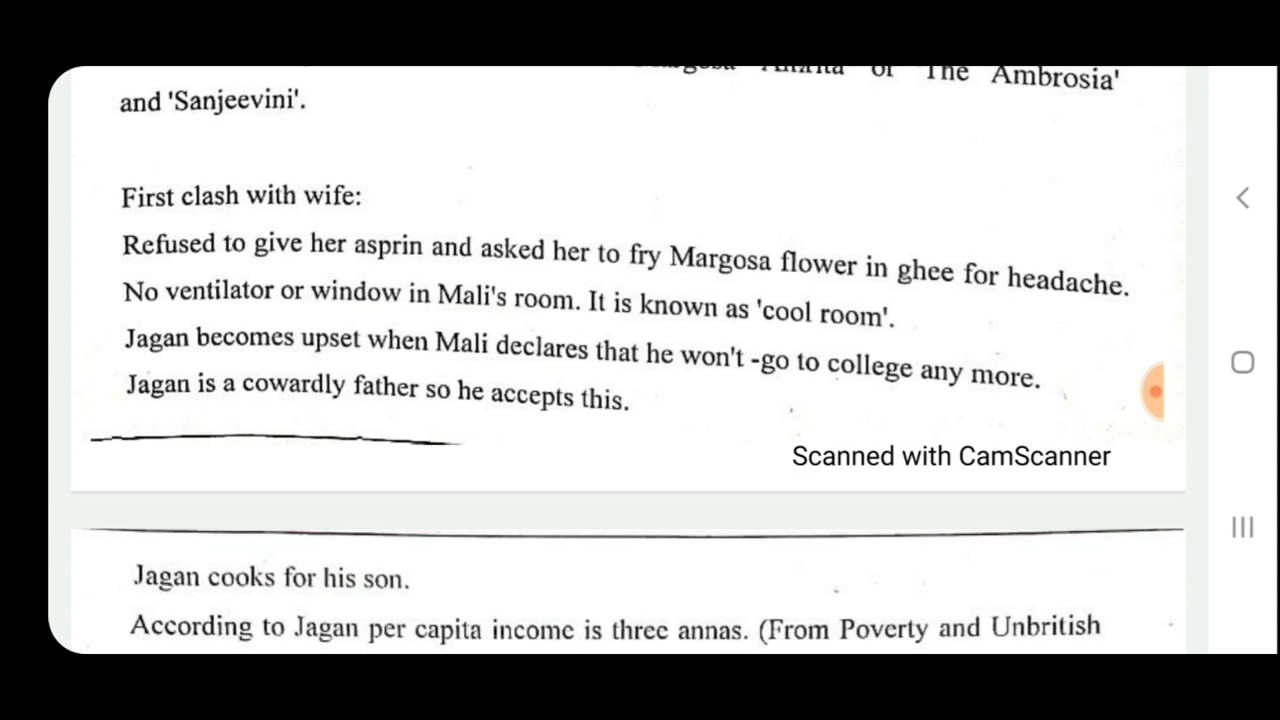 Ambrosia'
and 'Sanjeevini'.
First clash with wife:
Refused to give her asprin and asked her to fry Margosa flower in ghee for headache.
No ventilator or window in Mali's room. It is known as 'cool room'.
Jagan becomes upset when Mali declares that he won't -go to college any more.
Jagan is a cowardly father so he accepts this.
Scanned with CamScanner
Jagan cooks for his son.
According to Jagan per capita income is three annas. (From Poverty and Unbritish